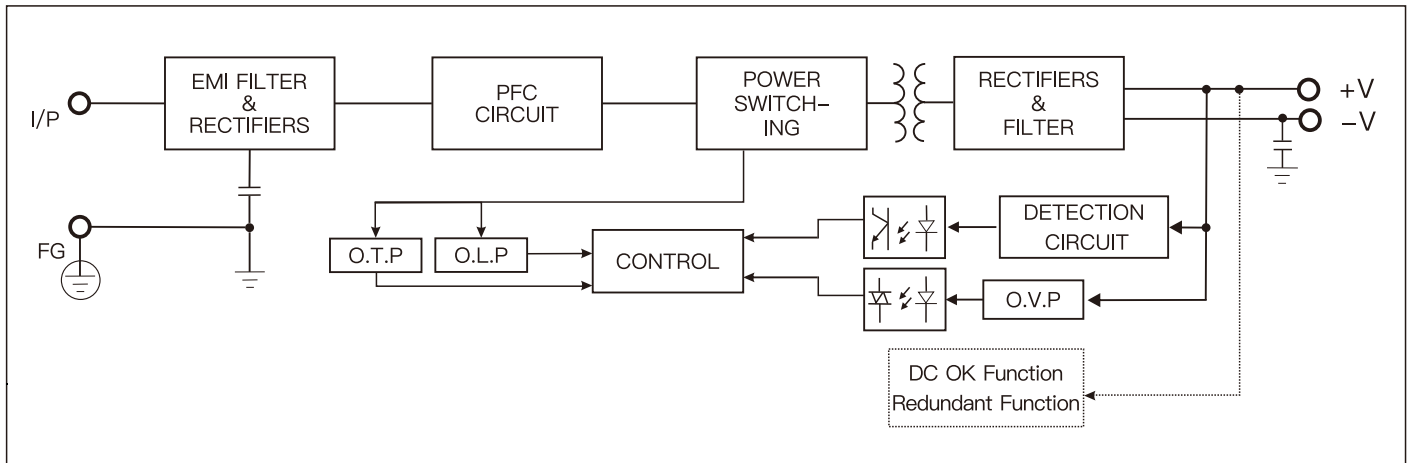 EMI FILTER
&
RECTIFIERS
PFC
CIRCUIT
POWER
SWITCH-
ING
RECTIFIERS
&
FILTER
+V
-V
I/P
FG
O.T.P
O.L.P
CONTROL
DETECTION
CIRCUIT
O.V.P
DC OK Function
Redundant Function